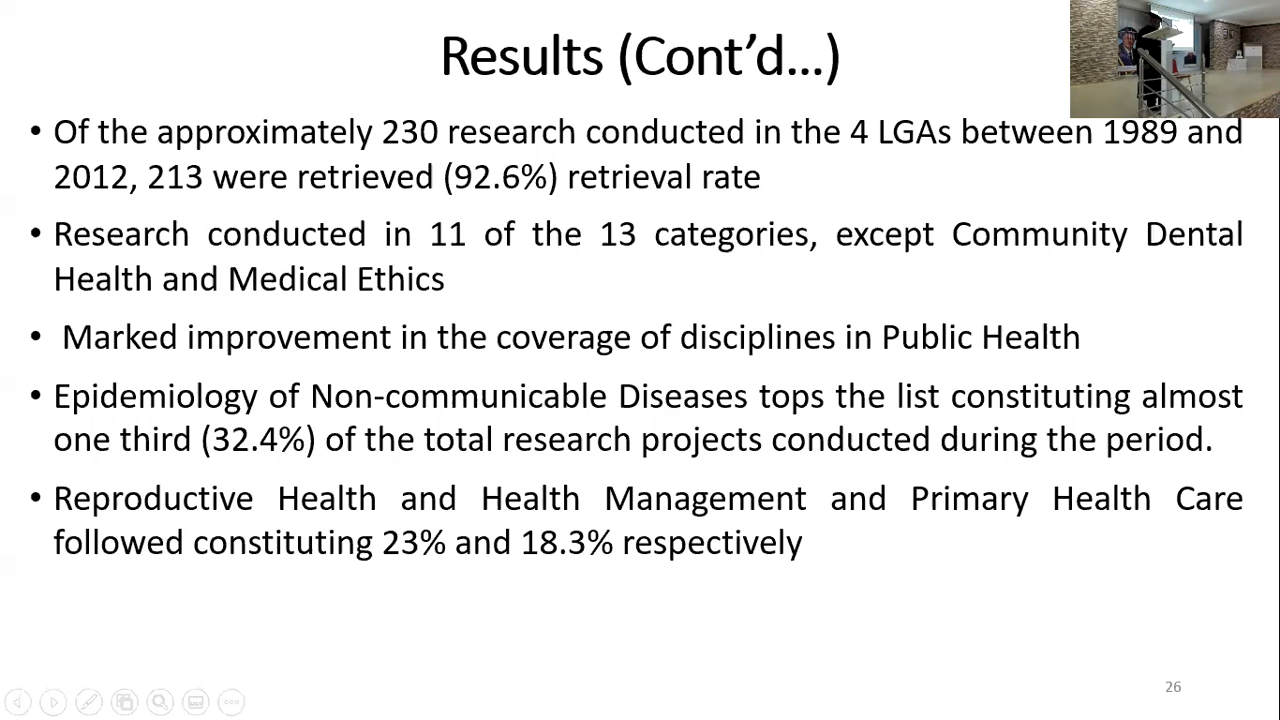 Results (Cont’d…)
• Of the approximately 230 research conducted in the 4 LGAs between 1989 and
2012, 213 were retrieved (92.6%) retrieval rate
• Research conducted in 11 of the 13 categories, except Community Dental
Health and Medical Ethics
• Marked improvement in the coverage of disciplines in Public Health
• Epidemiology of Non-communicable Diseases tops the list constituting almost
one third (32.4%) of the total research projects conducted during the period.
• Reproductive Health and Health Management and Primary Health Care
followed constituting 23% and 18.3% respectively
26